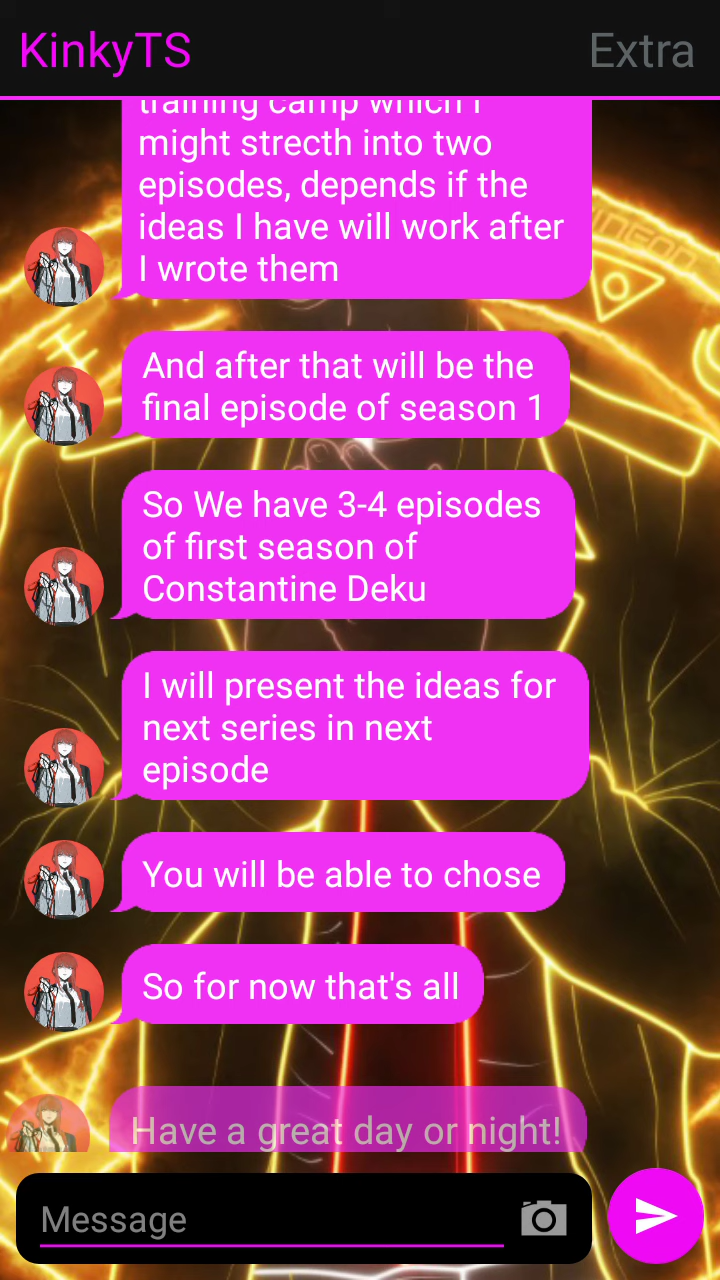 KinkyTS
Extra
training camp which I
might strecth into two
episodes, depends if the
ideas I have will work after
I wrote them
And after that will be the
final episode of season 1
So We have 3-4 episodes
of first season of
Constantine Deku
I will present the ideas for
next series in next
episode
You will be able to chose
So for now that's all
Have a great day or night!
Message